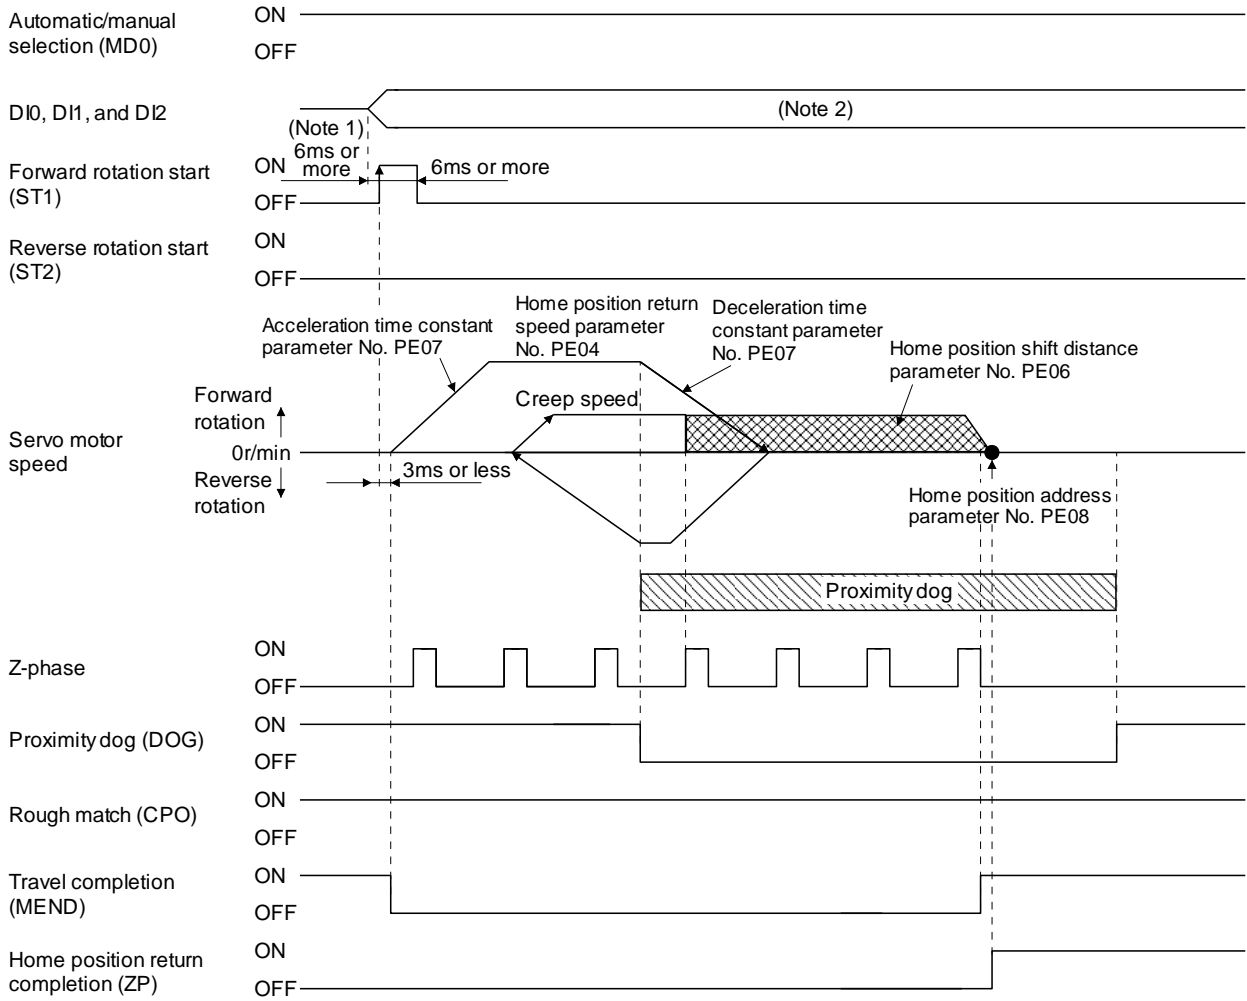 Automatic/manual
selection (MD0)
ON
OFF
DI0, DI1, and DI2
(Note 2)
(Note 1)
6ms or
more
6ms or more
Forward rotation start
(ST1)
ON
OFF
Reverse rotation start
(ST2)
ON
OFF
Acceleration time constant
parameter No. PE07
Home position return
speed parameter
No. PE04
Deceleration time
constant parameter
No. PE07
Home position shift distance
parameter No. PE06
Servo motor
speed
Forward
rotation
0r/min
Reverse
rotation
Creep speed
3ms or less
Home position address
parameter No. PE08
Proximity dog
Z-phase
ON
OFF
Proximity dog (DOG)
ON
OFF
Rough match (CPO)
ON
OFF
Travel completion
(MEND)
ON
OFF
Home position return
completion (ZP)
ON
OFF